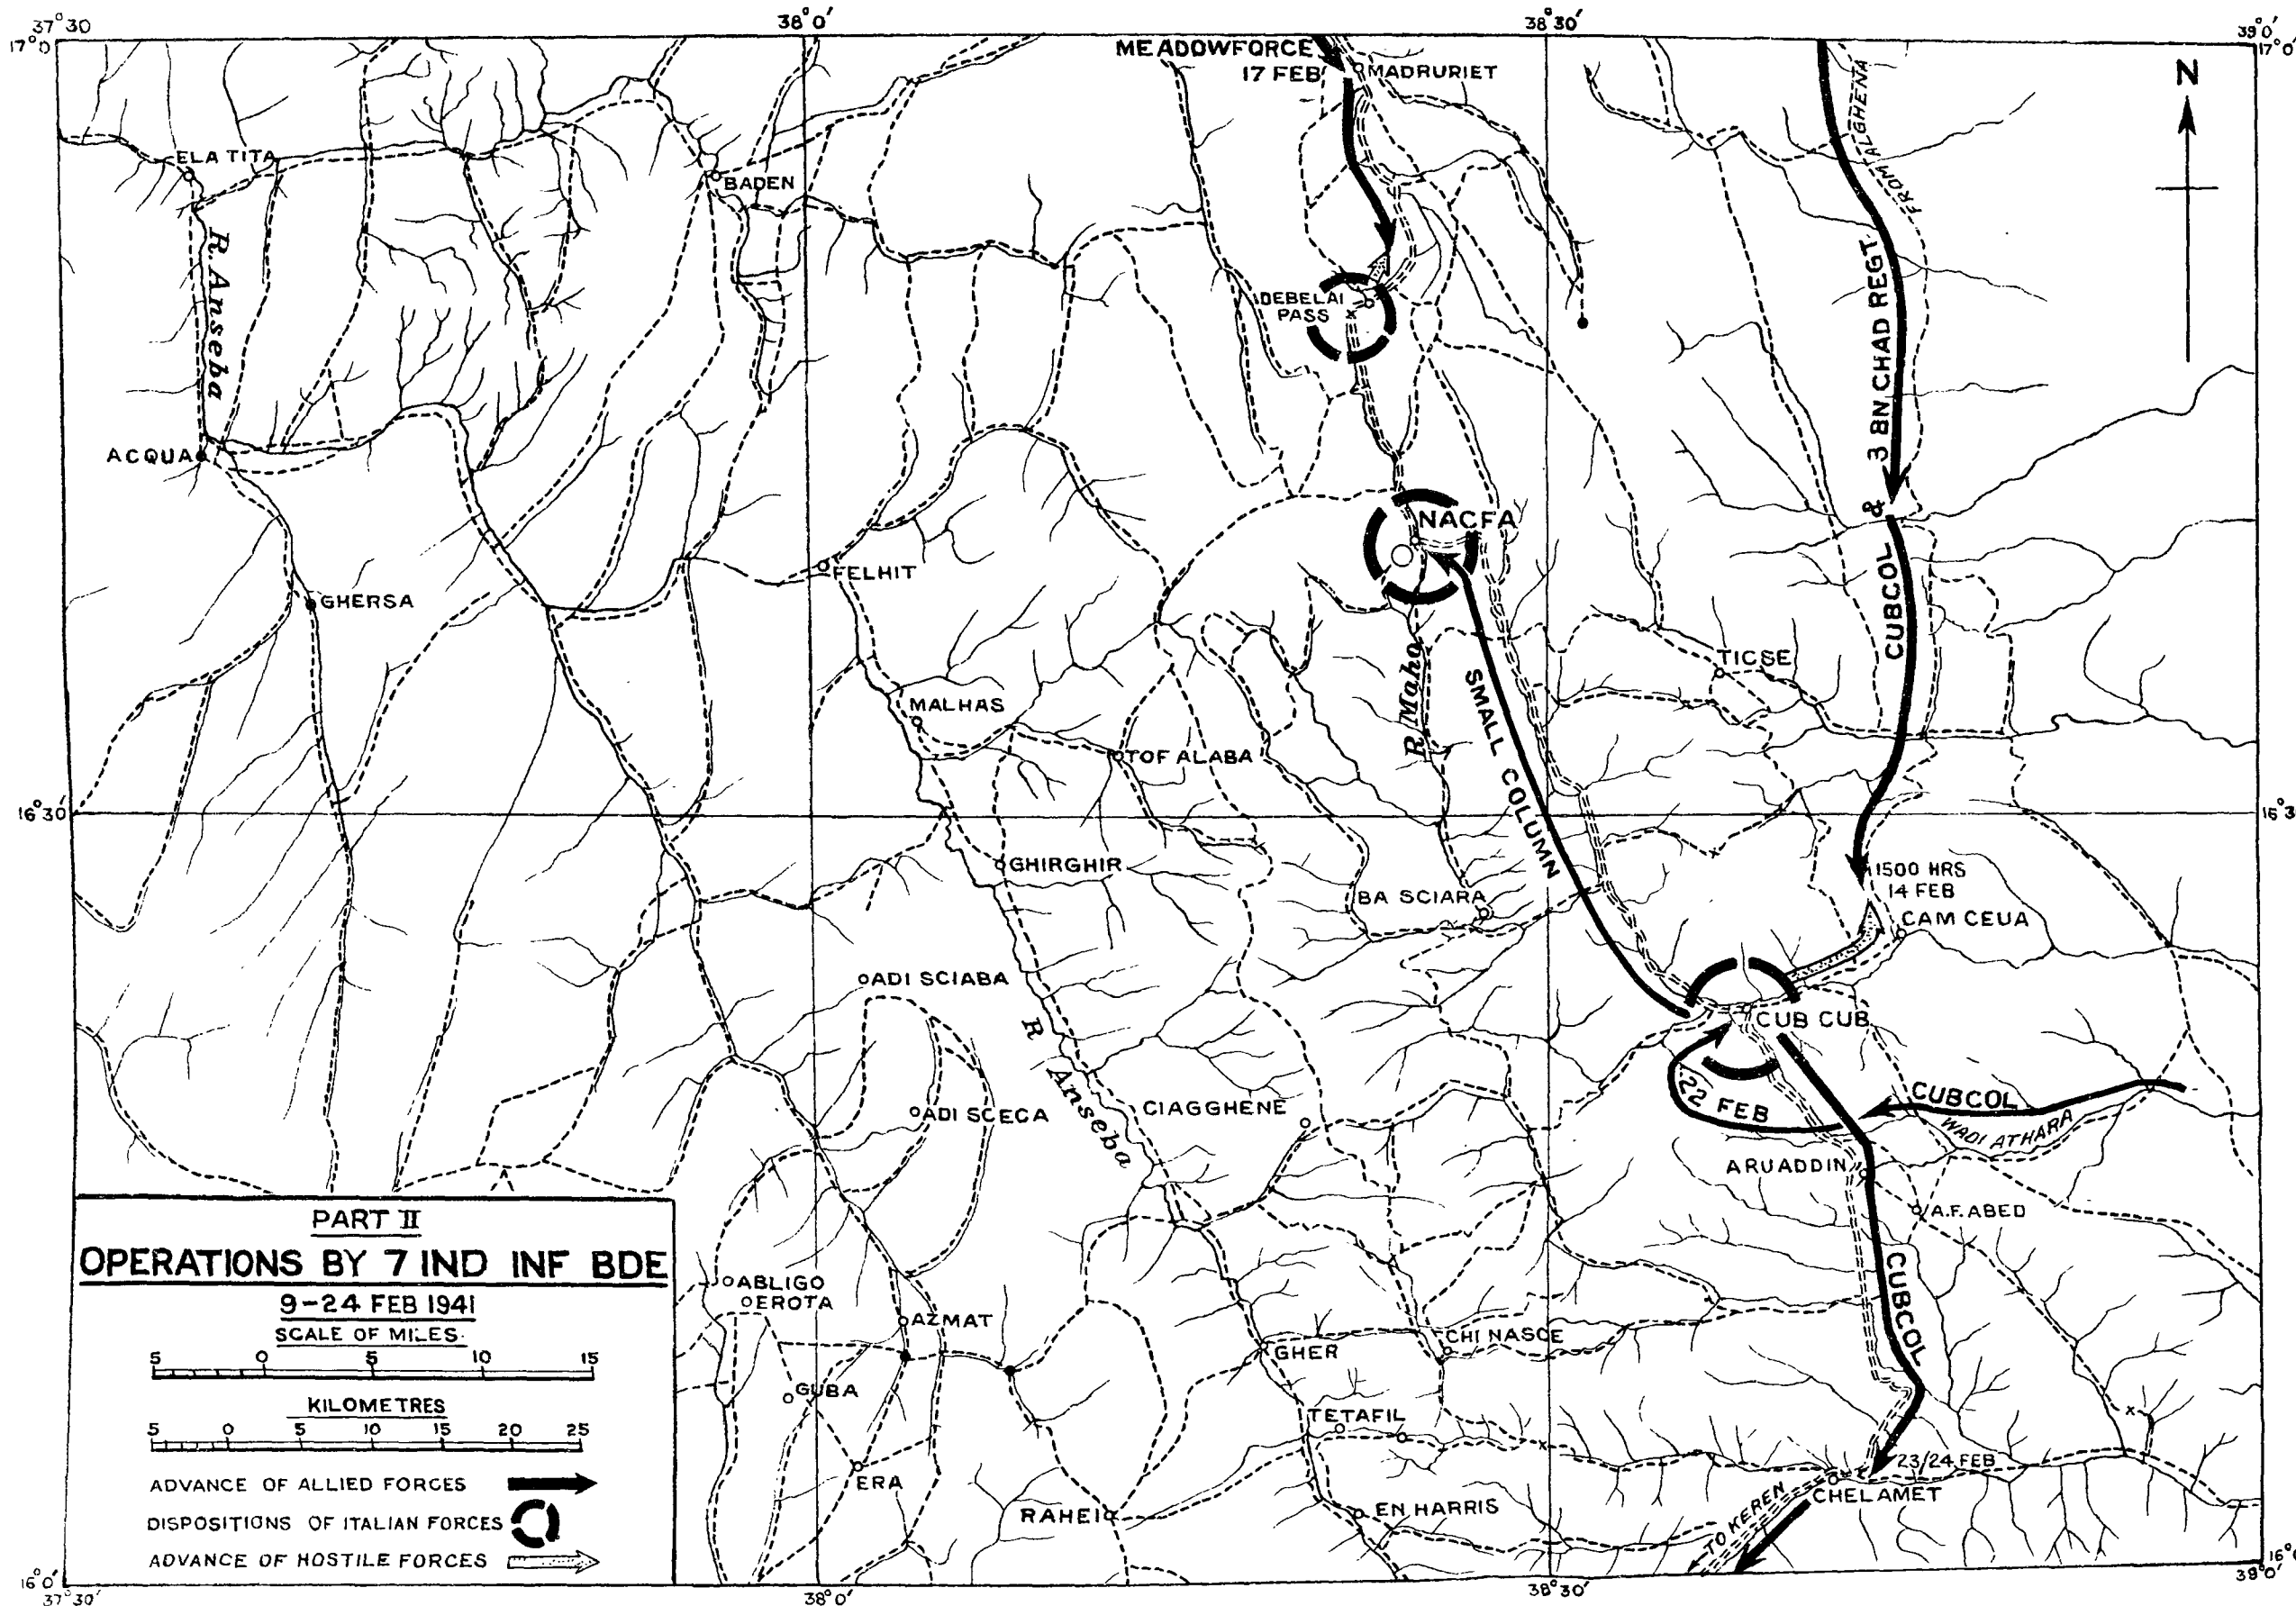 37°30
38°0'
38°30'
39°0'
17°0'
17°0'
MEADOWFORCE
17 FEB
MADRURIET
N
FROM ALGHENA
ELA TITA
BADEN
R. Anseba
3 BN CHAD REGT
DEBELAI
PASS
ACQUA
CUBCOL &
NACFA
FELHIT
GHERSA
R Maho
TICSE
SMALL COLUMN
MALHAS
TOF ALABA
16°30'
16°3
GHIRGHIR
1500 HRS
14 FEB
BA SCIARA
CAM CEUA
ADI SCIABA
CUB CUB
R Anseba
22 FEB
CUBCOL
WADI ATHARA
ADI SCECA
CIAGGHENE
ARUADDIN
A.F. ABED
PART II
OPERATIONS BY 7 IND INF BDE
9-24 FEB 1941
SCALE OF MILES.
5 0 5 10 15
KILOMETRES
5 0 5 10 15 20 25
ADVANCE OF ALLIED FORCES
DISPOSITIONS OF ITALIAN FORCES
ADVANCE OF HOSTILE FORCES
ABLIGO
EROTA
AZMAT
CUBCOL
GHER
CHI NASCE
GUBA
TETAFIL
ERA
23/24 FEB
CHELAMET
RAHEI
EN HARRIS
TO KEREN
16°0'
16°0
37°30'
38°0'
38°30'
39°0'